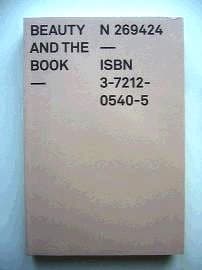 BEAUTY
AND THE
BOOK
—
N 269424
—
ISBN
3-7212-
0540-5